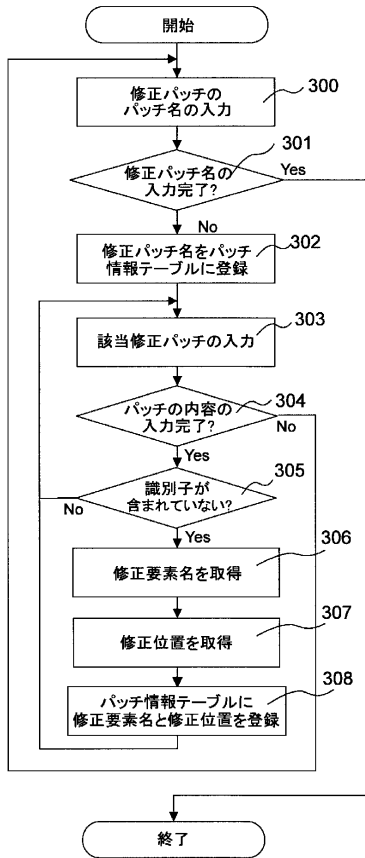 開始
修正パッチの
パッチ名の入力
300
修正パッチ名の
入力完了?
301
Yes
No
修正パッチ名をパッチ
情報テーブルに登録
302
該当修正パッチの入力
303
パッチの内容の
入力完了?
304
No
Yes
識別子が
含まれていない?
305
No
Yes
修正要素名を取得
306
修正位置を取得
307
パッチ情報テーブルに
修正要素名と修正位置を登録
308
終了